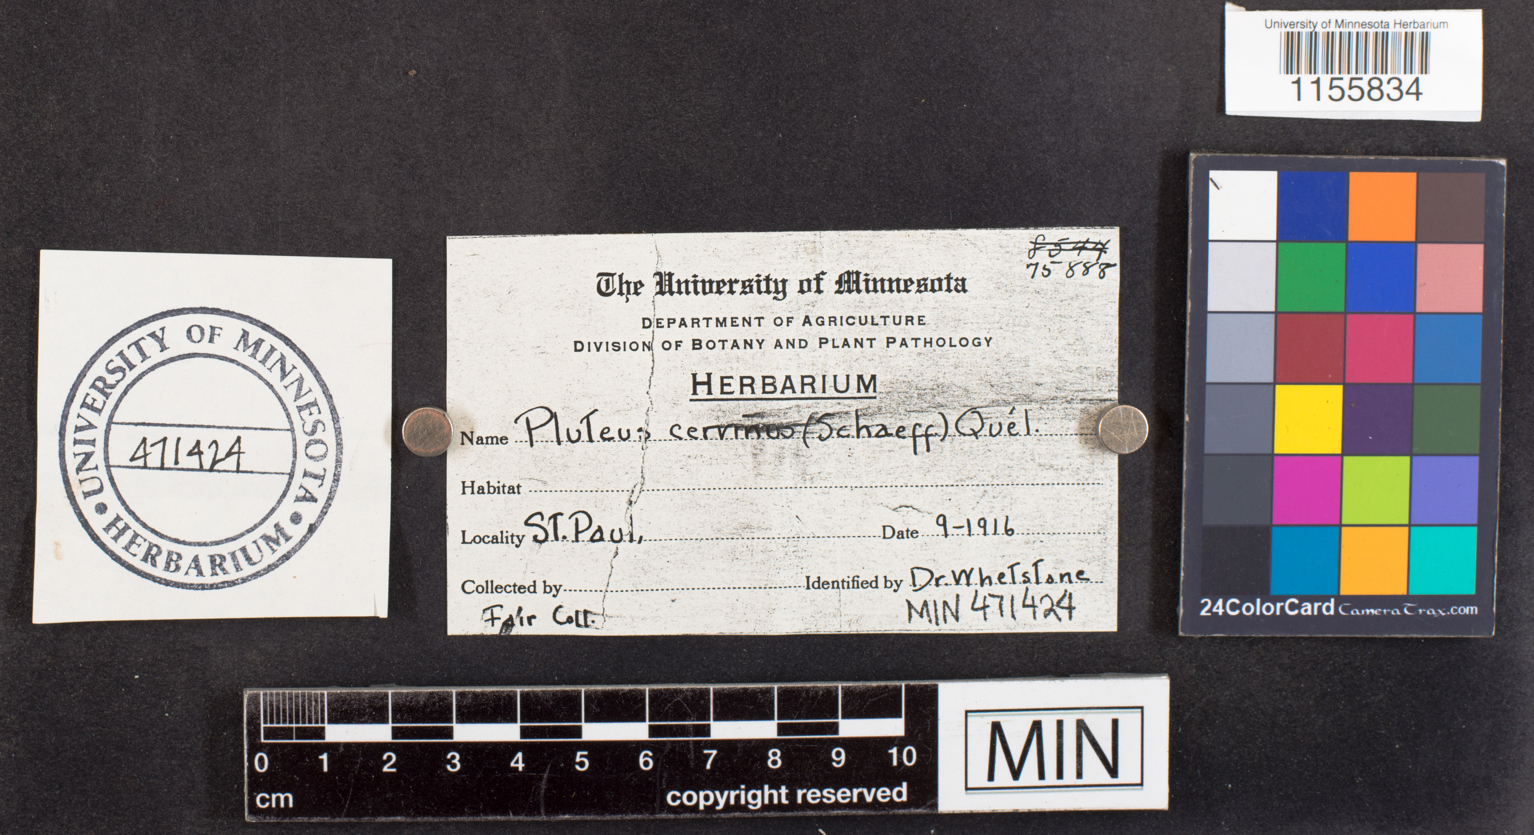 University of Minnesota Herbarium
1155834
UNIVERSITY OF MINNESOTA
• HERBARIUM •
471424
8544
75888
The University of Minnesota
DEPARTMENT OF AGRICULTURE
DIVISION OF BOTANY AND PLANT PATHOLOGY
HERBARIUM
Name Pluteus cervinus (Schaeff) Quél.
Habitat
Locality St. Paul, Date 9-1916
Collected by Identified by Dr. Whetstone
Fair Coll. MIN 471424
24ColorCard CameraTrax.com
0 1 2 3 4 5 6 7 8 9 10
cm copyright reserved
MIN